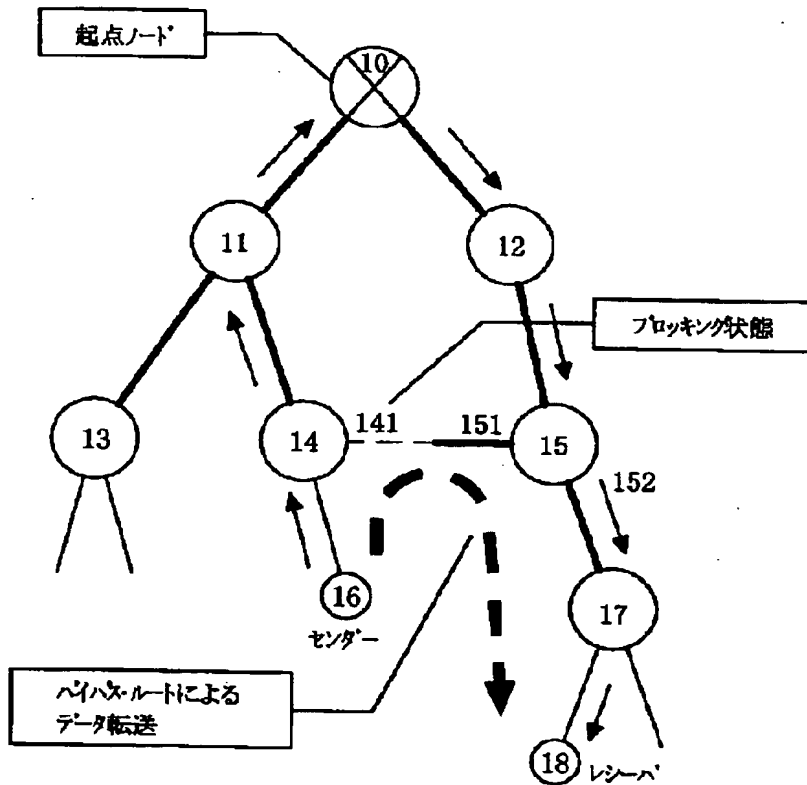 起点ノード
10
11
12
ブロッキング状態
13
14
141
151
15
152
16
センダー
17
バイパス・ルートによる
データ転送
18
レシーバ